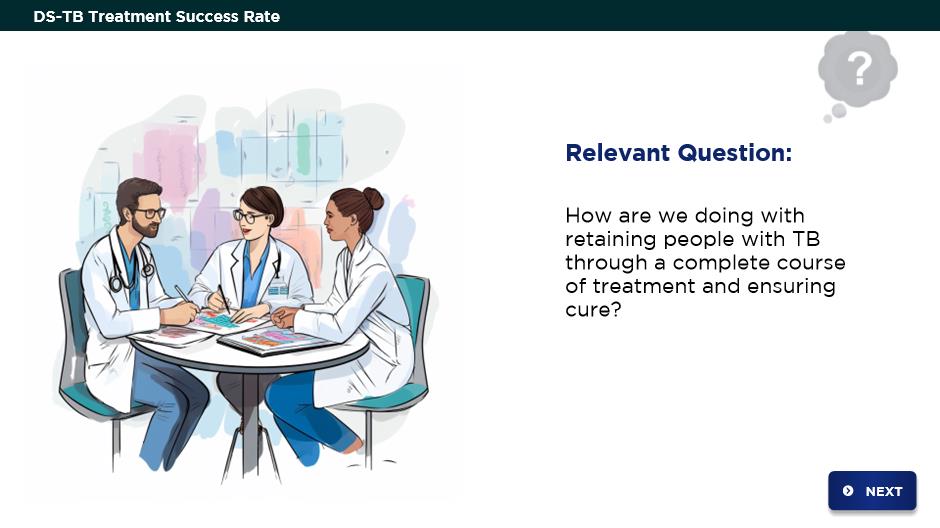 DS-TB Treatment Success Rate
?
Relevant Question:
How are we doing with
retaining people with TB
through a complete course
of treatment and ensuring
cure?
NEXT